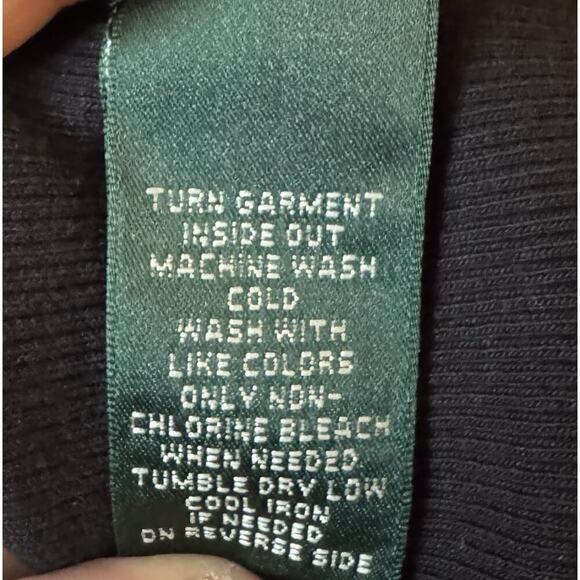 TURN GARMENT
INSIDE OUT
MACHINE WASH
COLD
WASH WITH
LIKE COLORS
ONLY NON-
CHLORINE BLEACH
WHEN NEEDED
TUMBLE DRY LOW
COOL IRON
IF NEEDED
ON REVERSE SIDE